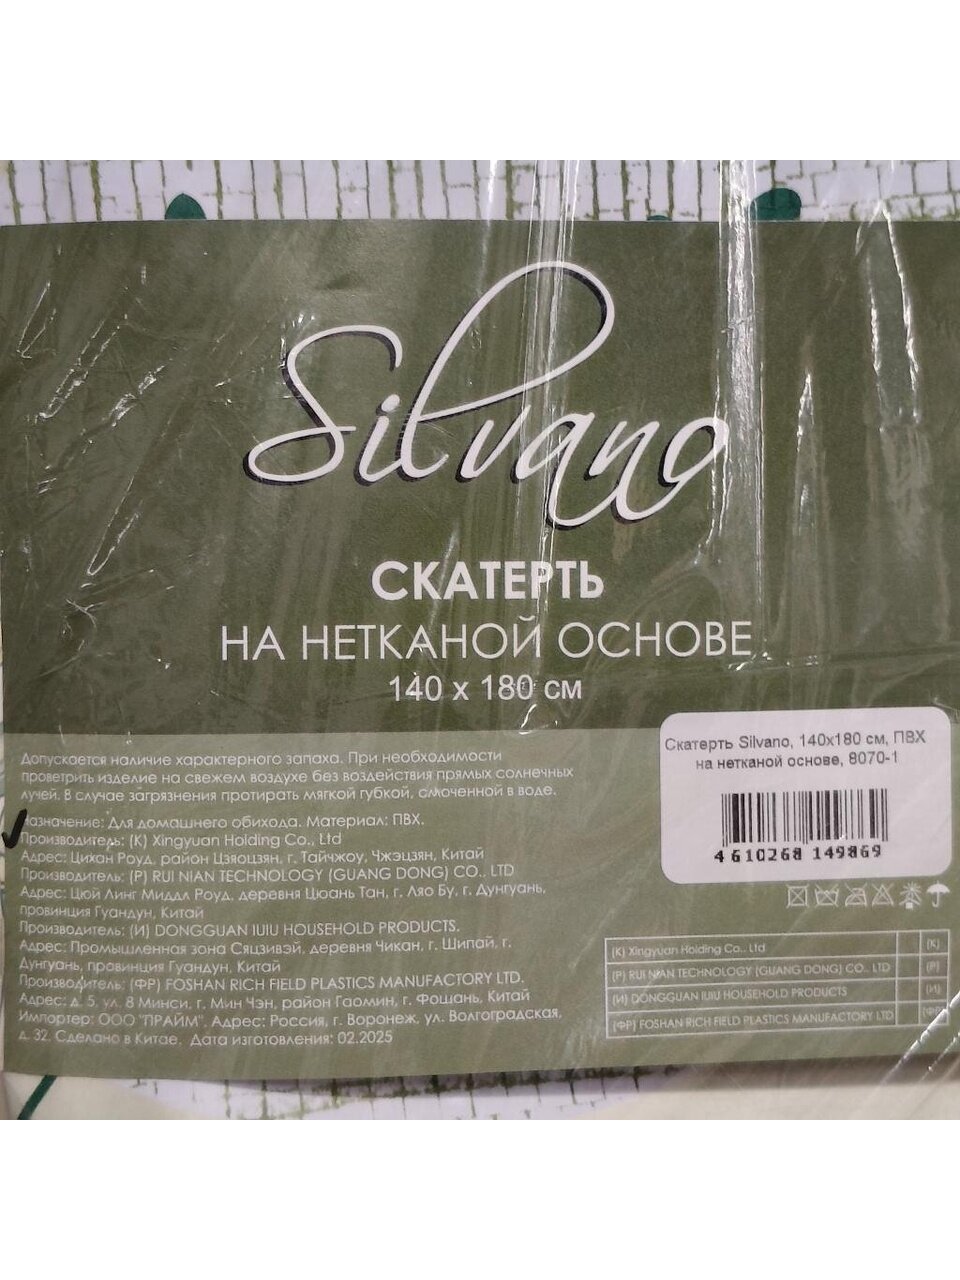 Silvano
СКАТЕРТЬ
НА НЕТКАНОЙ ОСНОВЕ
140 х 180 см
Допускается наличие характерного запаха. При необходимости
проветрить изделие на свежем воздухе без воздействия прямых солнечных
лучей. В случае загрязнения протирать мягкой губкой, смоченной в воде.
азначение: Для домашнего обихода. Материал: ПВХ.
Производитель: (К) Xingyuan Holding Co., Ltd
Адрес: Цихан Роуд, район Цзяоцзян, г. Тайчжоу, Чжэцзян, Китай
Производитель: (Р) RUI NIAN TECHNOLOGY (GUANG DONG) CO., LTD
Адрес: Цюй Линг Миддл Роуд, деревня Цюань Тан, г. Ляо Бу, г. Дунгуань,
провинция Гуандун, Китай
Производитель: (И) DONGGUAN IUIU HOUSEHOLD PRODUCTS.
Адрес: Промышленная зона Сяцзивэй, деревня Чикан, г. Шипай, г.
Дунгуань, провинция Гуандун, Китай
Производитель: (ФР) FOSHAN RICH FIELD PLASTICS MANUFACTORY LTD.
Адрес: д. 5, ул. 8 Минси, г. Мин Чэн, район Гаомин, г. Фошань, Китай
Импортер: ООО "ПРАЙМ". Адрес: Россия, г. Воронеж, ул. Волгоградская,
д. 32. Сделано в Китае. Дата изготовления: 02.2025
Скатерть Silvano, 140х180 см, ПВХ
на нетканой основе, 8070-1
4 610268 149869
(К) Xingyuan Holding Co., Ltd (К)
(Р) RUI NIAN TECHNOLOGY (GUANG DONG) CO., LTD (Р)
(И) DONGGUAN IUIU HOUSEHOLD PRODUCTS (И)
(ФР) FOSHAN RICH FIELD PLASTICS MANUFACTORY LTD (ФР